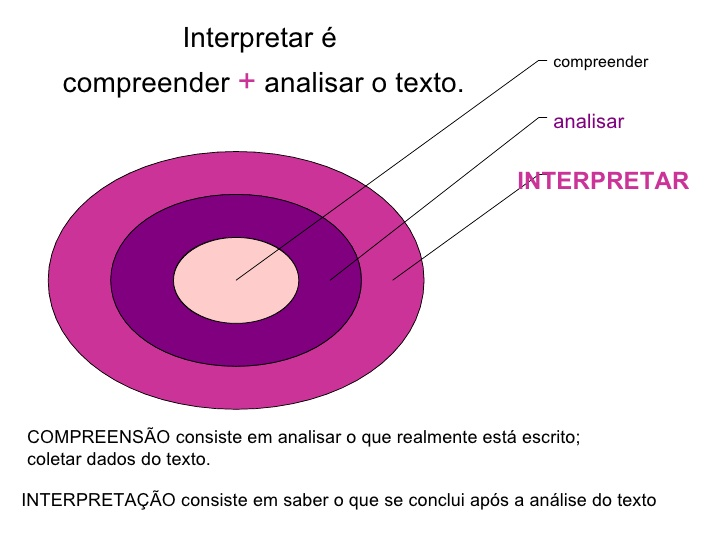 Interpretar é
compreender + analisar o texto.
compreender
analisar
INTERPRETAR
COMPREENSÃO consiste em analisar o que realmente está escrito;
coletar dados do texto.
INTERPRETAÇÃO consiste em saber o que se conclui após a análise do texto